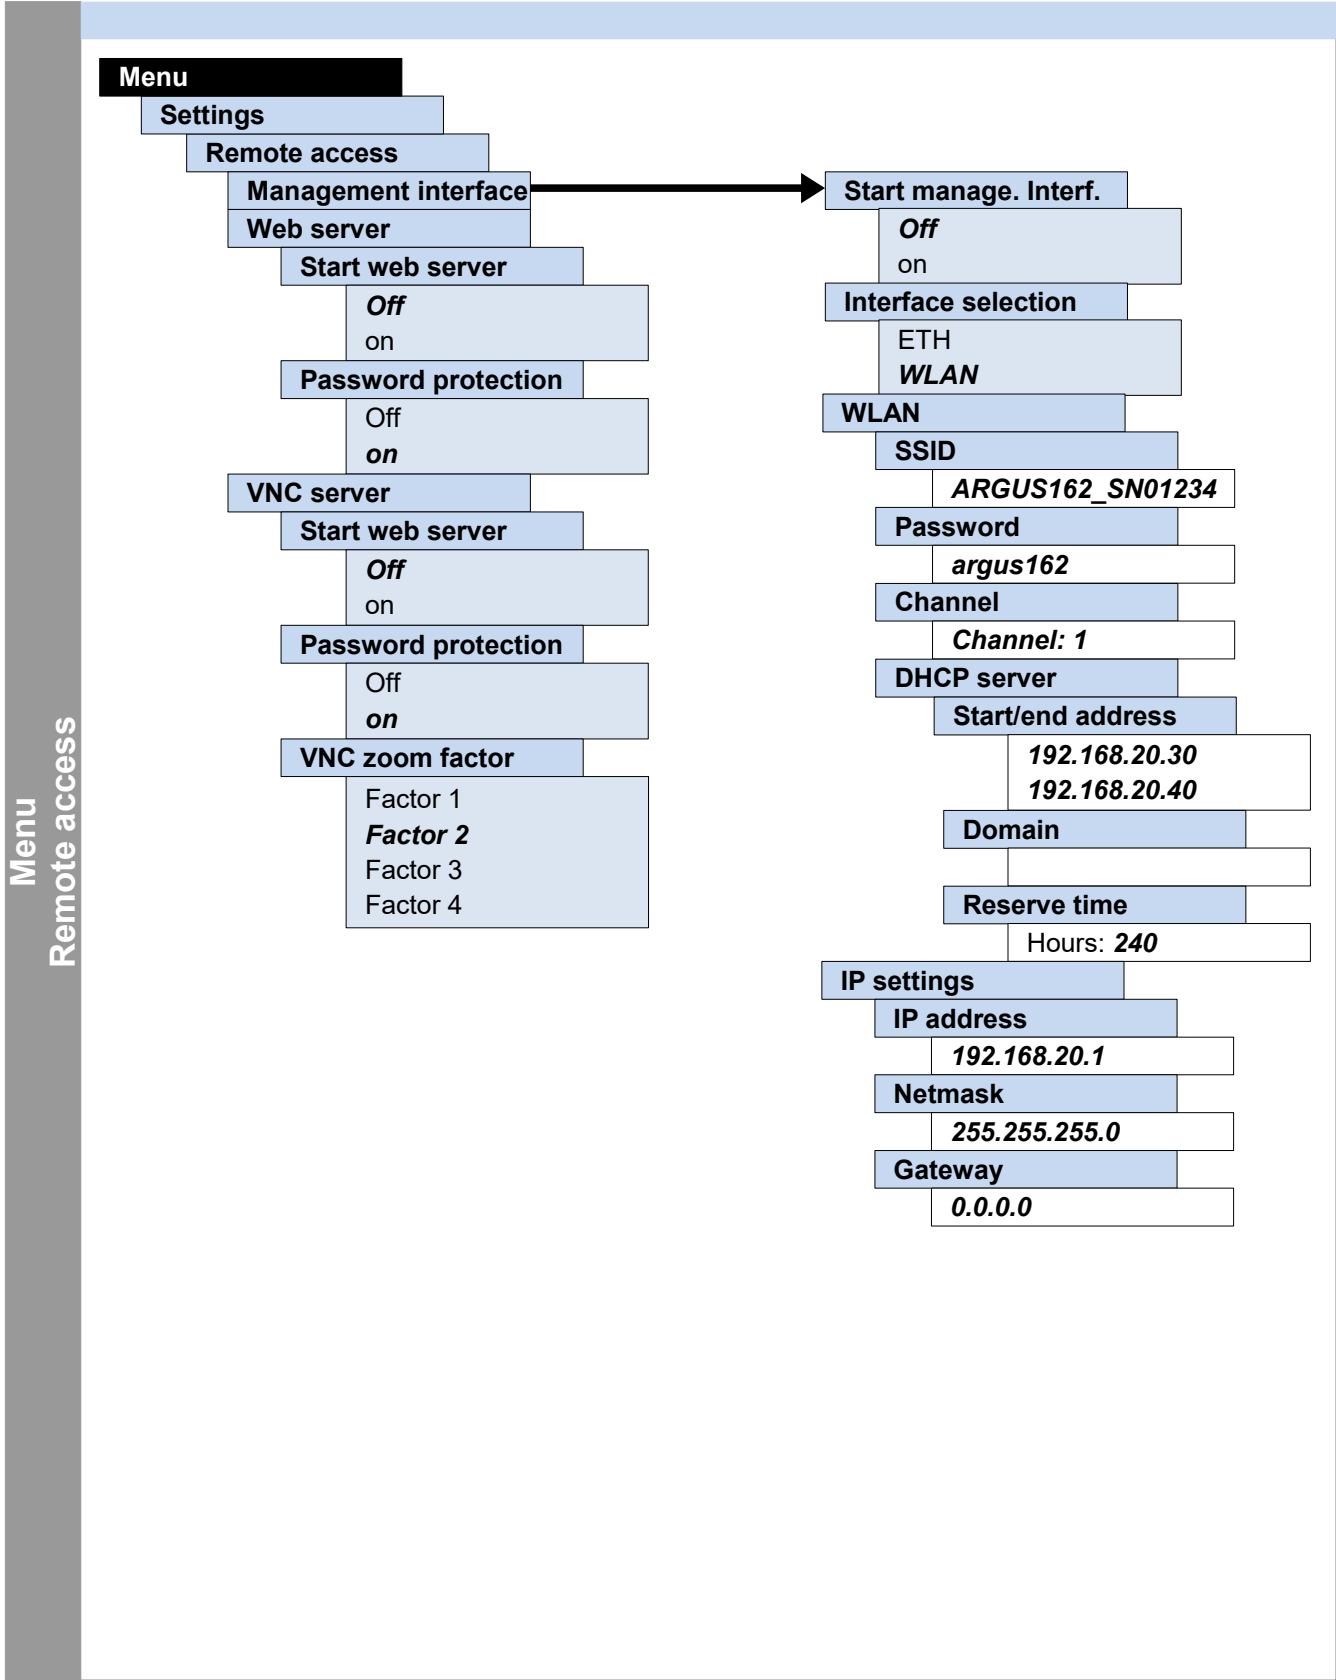 Menu
Remote access
Menu
Settings
Remote access
Management interface
Web server
Start web server
Off
on
Password protection
Off
on
VNC server
Start web server
Off
on
Password protection
Off
on
VNC zoom factor
Factor 1
Factor 2
Factor 3
Factor 4
Start manage. Interf.
Off
on
Interface selection
ETH
WLAN
WLAN
SSID
ARGUS162_SN01234
Password
argus162
Channel
Channel: 1
DHCP server
Start/end address
192.168.20.30
192.168.20.40
Domain
Reserve time
Hours: 240
IP settings
IP address
192.168.20.1
Netmask
255.255.255.0
Gateway
0.0.0.0